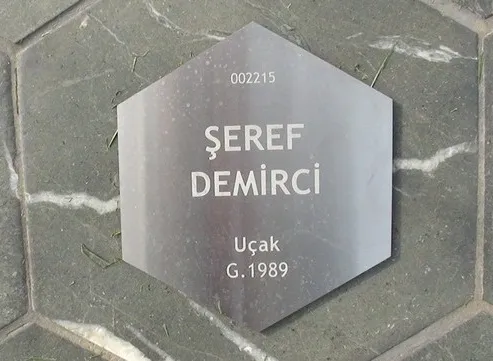 002215
ŞEREF
DEMİRCİ
Uçak
G.1989